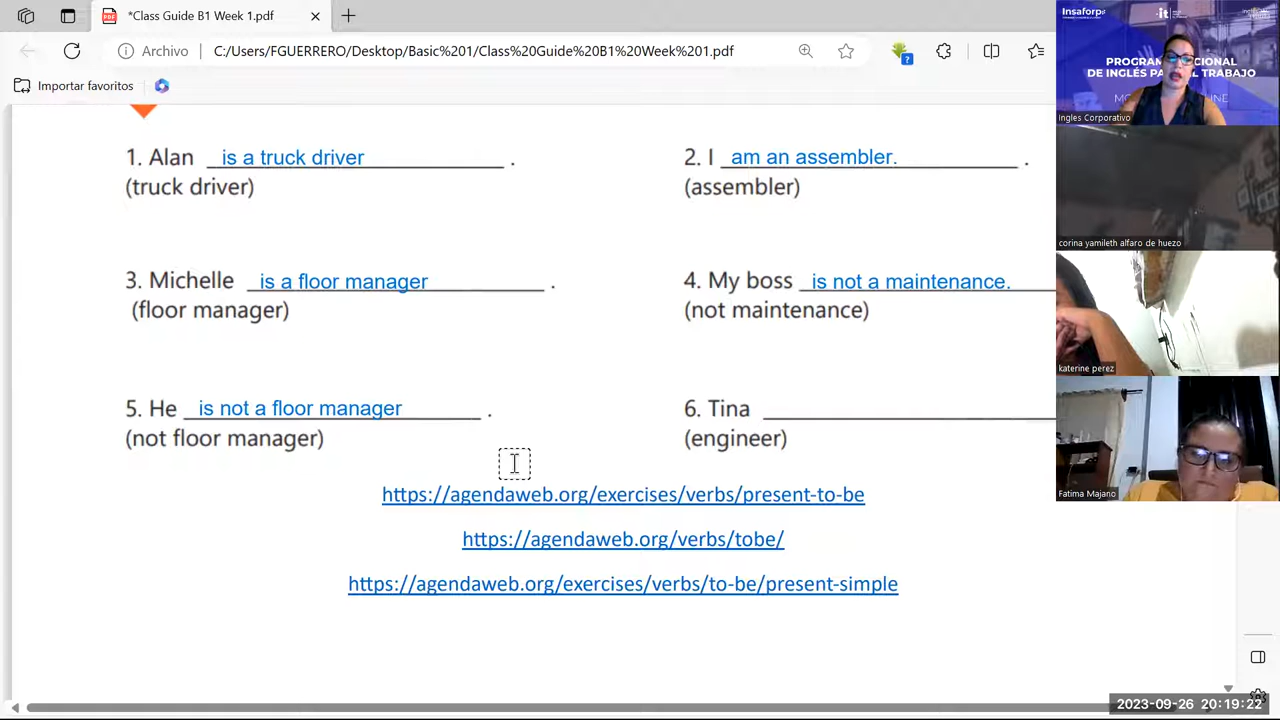 *Class Guide B1 Week 1.pdf
Archivo
C:/Users/FGUERRERO/Desktop/Basic%201/Class%20Guide%20B1%20Week%201.pdf
Importar favoritos
1. Alan is a truck driver .
(truck driver)
2. I am an assembler. .
(assembler)
3. Michelle is a floor manager .
(floor manager)
4. My boss is not a maintenance.
(not maintenance)
5. He is not a floor manager .
(not floor manager)
6. Tina
(engineer)
https://agendaweb.org/exercises/verbs/present-to-be
https://agendaweb.org/verbs/tobe/
https://agendaweb.org/exercises/verbs/to-be/present-simple
Insaforp
Ingles Corporativo
corina yamileth alfaro de huezo
katerine perez
Fatima Majano
2023-09-26 20:19:22